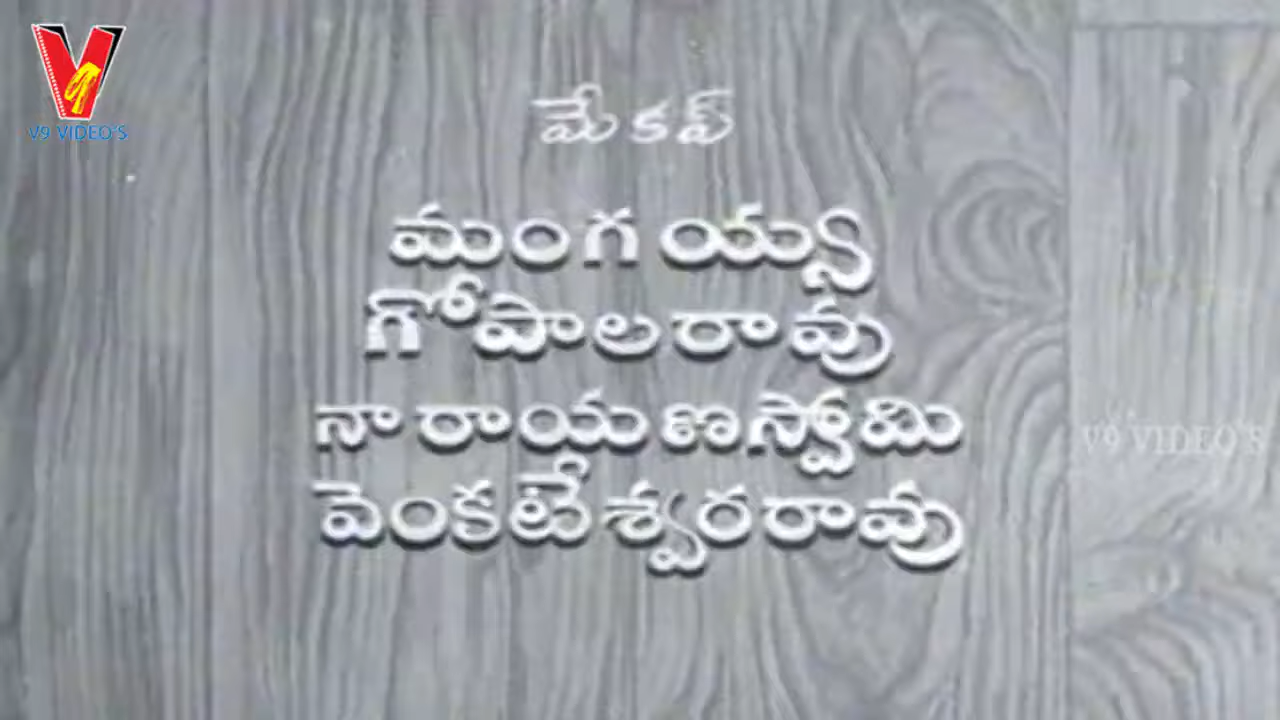 V9 VIDEO'S
మేకప్
మంగయ్య
గోపాలరావు
నారాయణస్వామి
వెంకటేశ్వరరావు
V9 VIDEO'S